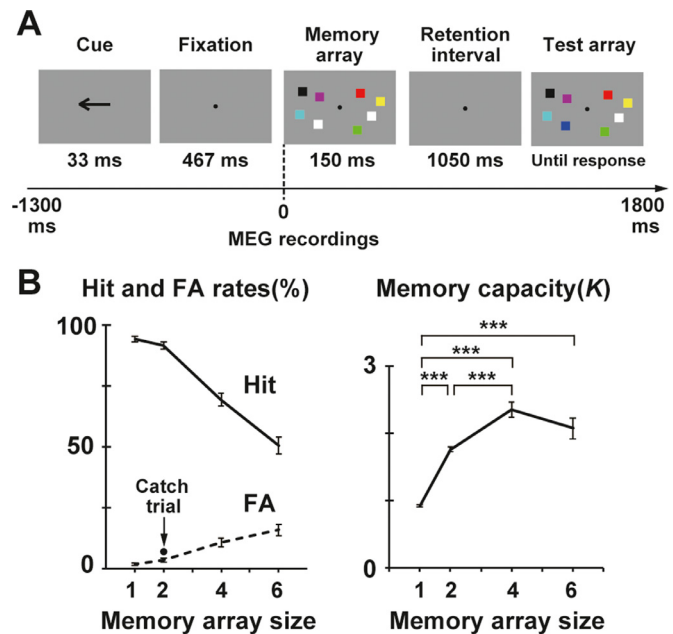 A
Cue
Fixation
Memory
array
Retention
interval
Test array
33 ms
467 ms
150 ms
1050 ms
Until response
-1300
ms
0
1800
ms
MEG recordings
B
Hit and FA rates(%)
100
50
0
Hit
Catch
trial
FA
1 2 4 6
Memory array size
Memory capacity(K)
***
***
*** ***
3
0
1 2 4 6
Memory array size